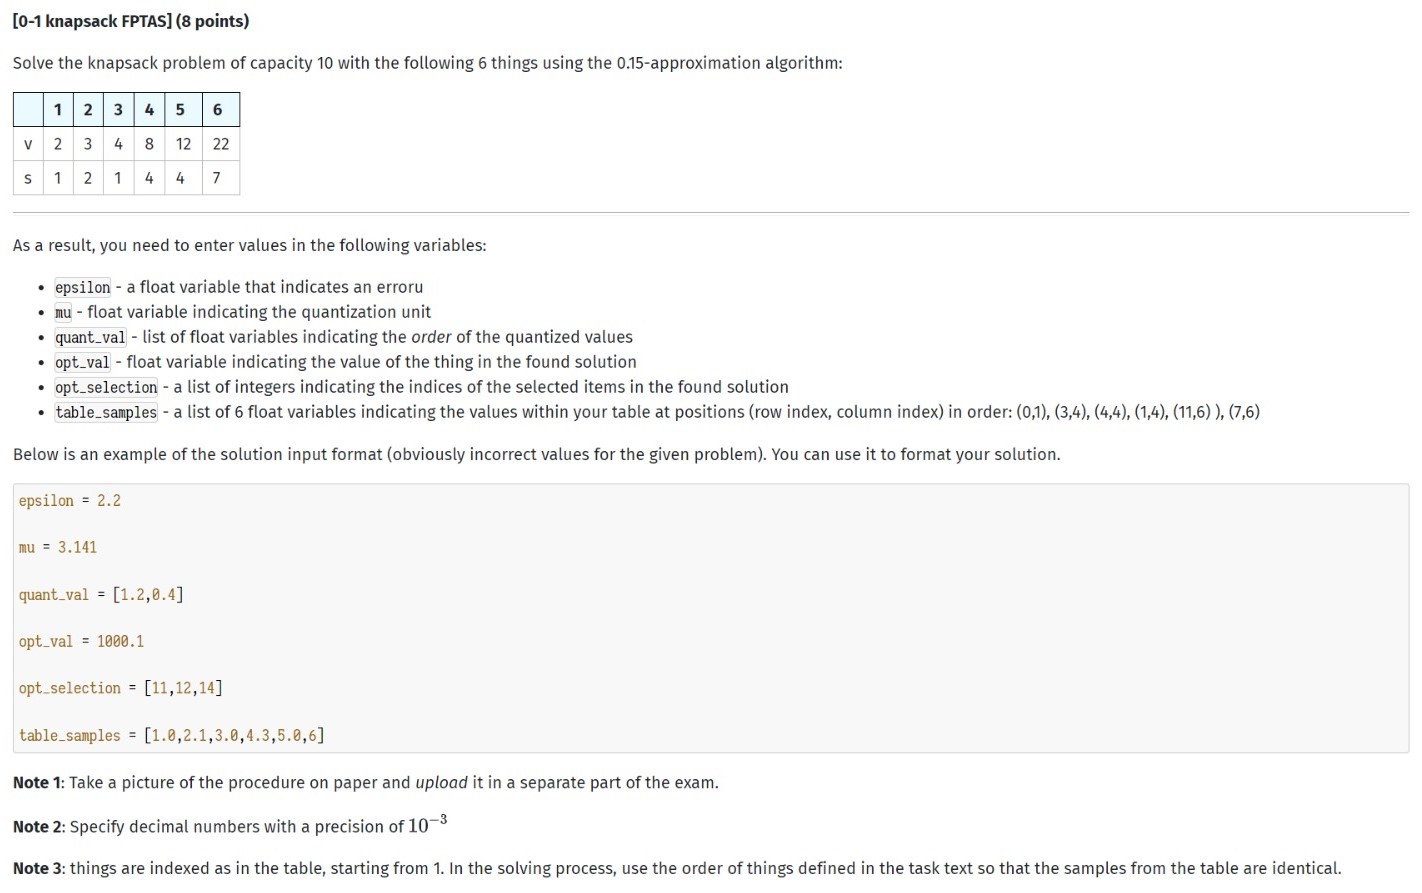 [0-1 knapsack FPTAS] (8 points)
Solve the knapsack problem of capacity 10 with the following 6 things using the 0.15-approximation algorithm:
1 2 3 4 5 6
v 2 3 4 8 12 22
s 1 2 1 4 4 7
As a result, you need to enter values in the following variables:
• epsilon - a float variable that indicates an erroru
• mu - float variable indicating the quantization unit
• quant_val - list of float variables indicating the order of the quantized values
• opt_val - float variable indicating the value of the thing in the found solution
• opt_selection - a list of integers indicating the indices of the selected items in the found solution
• table_samples - a list of 6 float variables indicating the values within your table at positions (row index, column index) in order: (0,1), (3,4), (4,4), (1,4), (11,6) ), (7,6)
Below is an example of the solution input format (obviously incorrect values for the given problem). You can use it to format your solution.
epsilon = 2.2
mu = 3.141
quant_val = [1.2,0.4]
opt_val = 1000.1
opt_selection = [11,12,14]
table_samples = [1.0,2.1,3.0,4.3,5.0,6]
Note 1: Take a picture of the procedure on paper and upload it in a separate part of the exam.
Note 2: Specify decimal numbers with a precision of 10⁻³
Note 3: things are indexed as in the table, starting from 1. In the solving process, use the order of things defined in the task text so that the samples from the table are identical.